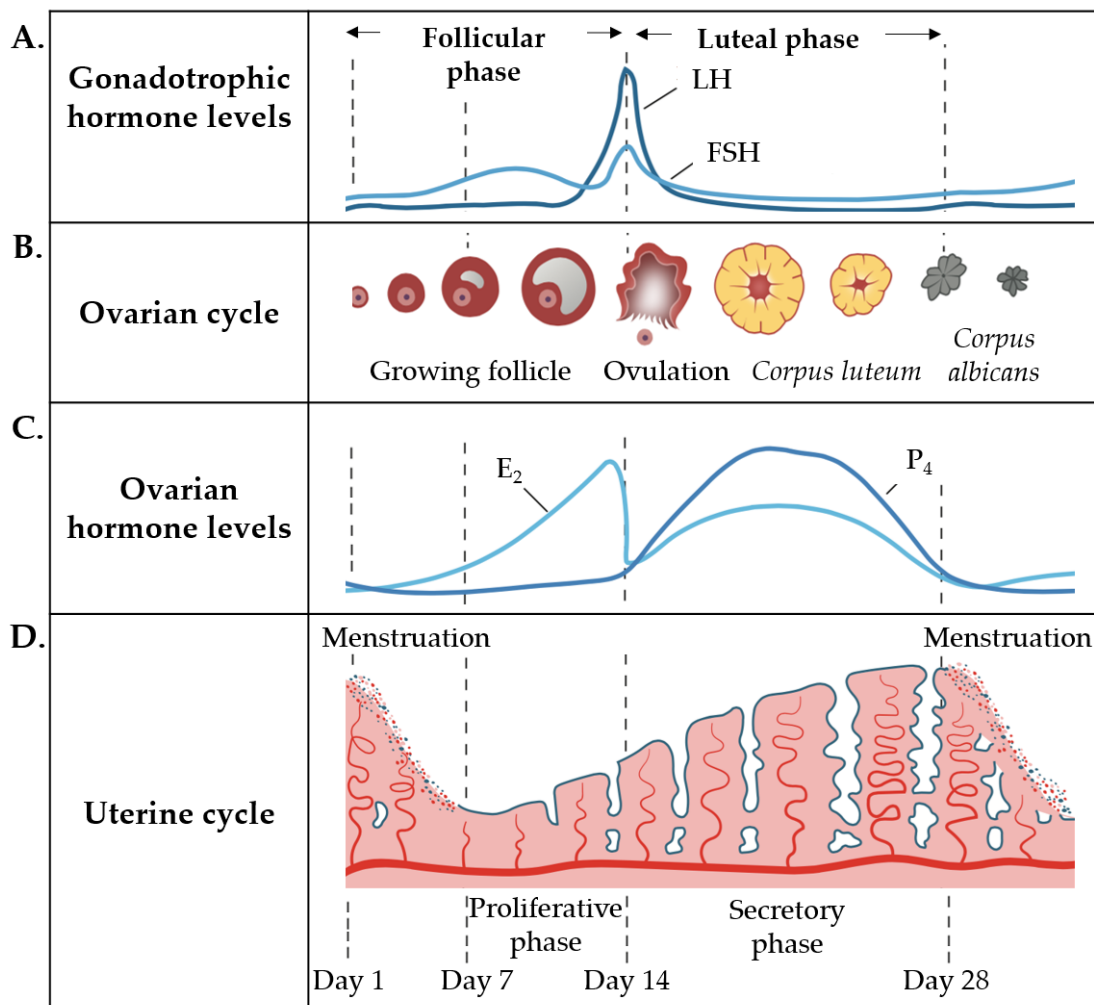 A.
Gonadotrophic
hormone levels
Follicular
phase
Luteal phase
LH
FSH
B.
Ovarian cycle
Growing follicle
Ovulation
Corpus luteum
Corpus
albicans
C.
Ovarian
hormone levels
E2
P4
D.
Uterine cycle
Menstruation
Menstruation
Proliferative
phase
Secretory
phase
Day 1
Day 7
Day 14
Day 28